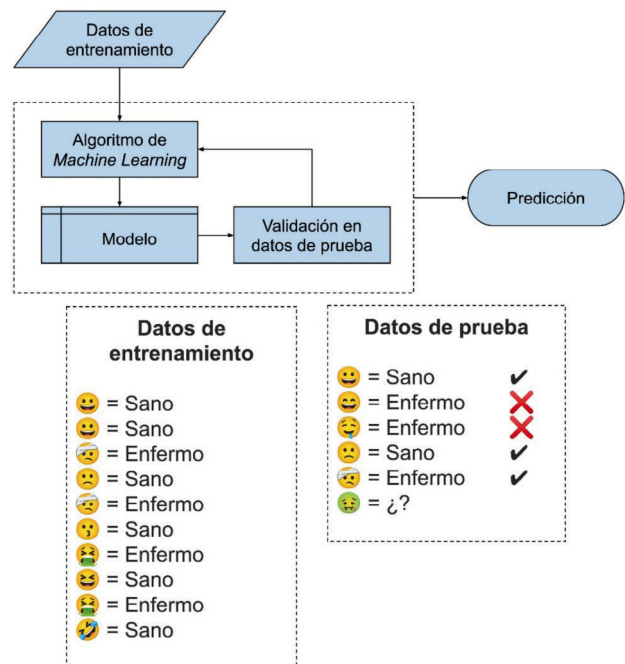 Datos de
entrenamiento
Algoritmo de
Machine Learning
Modelo
Validación en
datos de prueba
Predicción
Datos de
entrenamiento
😀 = Sano
😀 = Sano
🤕 = Enfermo
🙁 = Sano
🤕 = Enfermo
😗 = Sano
🤮 = Enfermo
😆 = Sano
🤮 = Enfermo
🤣 = Sano
Datos de prueba
😀 = Sano ✔
😄 = Enfermo ❌
🤤 = Enfermo ❌
🙁 = Sano ✔
🤕 = Enfermo ✔
🤢 = ¿?